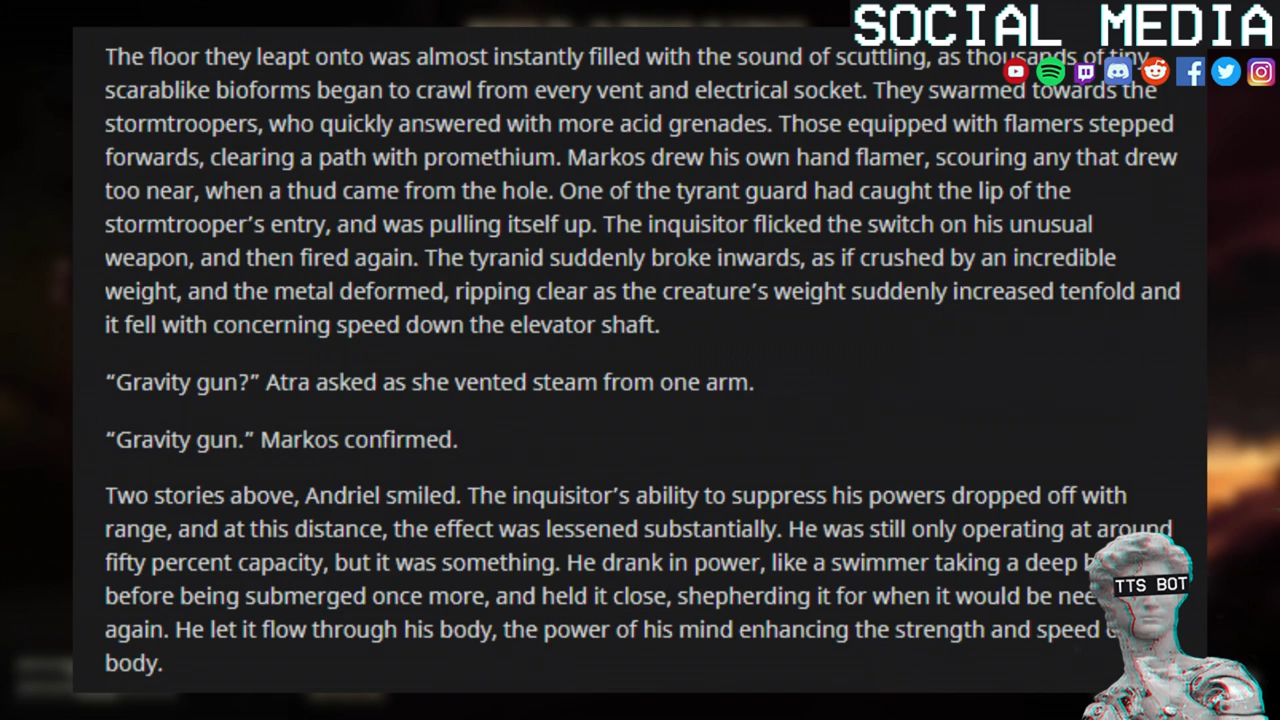 SOCIAL MEDIA
The floor they leapt onto was almost instantly filled with the sound of scuttling, as thousands of tiny
scarablike bioforms began to crawl from every vent and electrical socket. They swarmed towards the
stormtroopers, who quickly answered with more acid grenades. Those equipped with flamers stepped
forwards, clearing a path with promethium. Markos drew his own hand flamer, scouring any that drew
too near, when a thud came from the hole. One of the tyrant guard had caught the lip of the
stormtrooper’s entry, and was pulling itself up. The inquisitor flicked the switch on his unusual
weapon, and then fired again. The tyranid suddenly broke inwards, as if crushed by an incredible
weight, and the metal deformed, ripping clear as the creature’s weight suddenly increased tenfold and
it fell with concerning speed down the elevator shaft.
“Gravity gun?” Atra asked as she vented steam from one arm.
“Gravity gun.” Markos confirmed.
Two stories above, Andriel smiled. The inquisitor’s ability to suppress his powers dropped off with
range, and at this distance, the effect was lessened substantially. He was still only operating at around
fifty percent capacity, but it was something. He drank in power, like a swimmer taking a deep
before being submerged once more, and held it close, shepherding it for when it would be
again. He let it flow through his body, the power of his mind enhancing the strength and speed
body.
TTS BOT